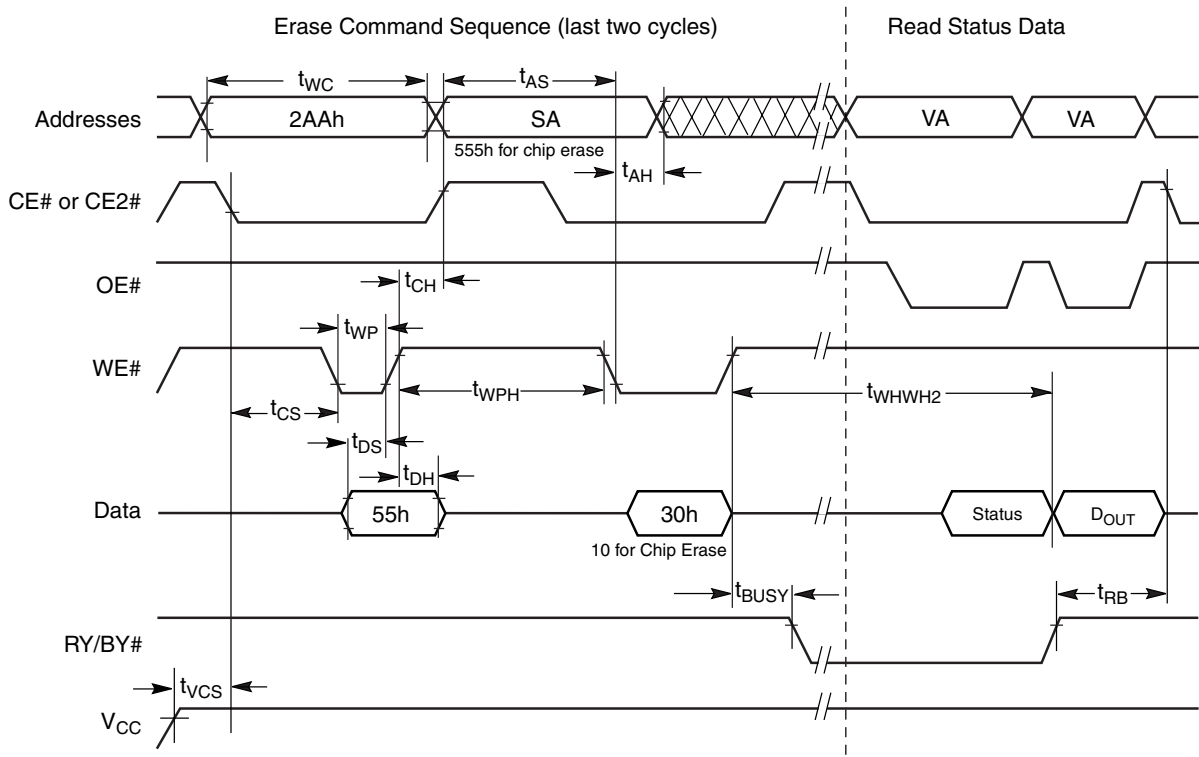 Erase Command Sequence (last two cycles)
Read Status Data
tWC
tAS
Addresses
2AAh
SA
VA
VA
555h for chip erase
tAH
CE# or CE2#
OE#
tCH
tWP
WE#
tWPH
tWHWH2
tCS
tDS
tDH
Data
55h
30h
Status
DOUT
10 for Chip Erase
tBUSY
tRB
RY/BY#
tVCS
VCC